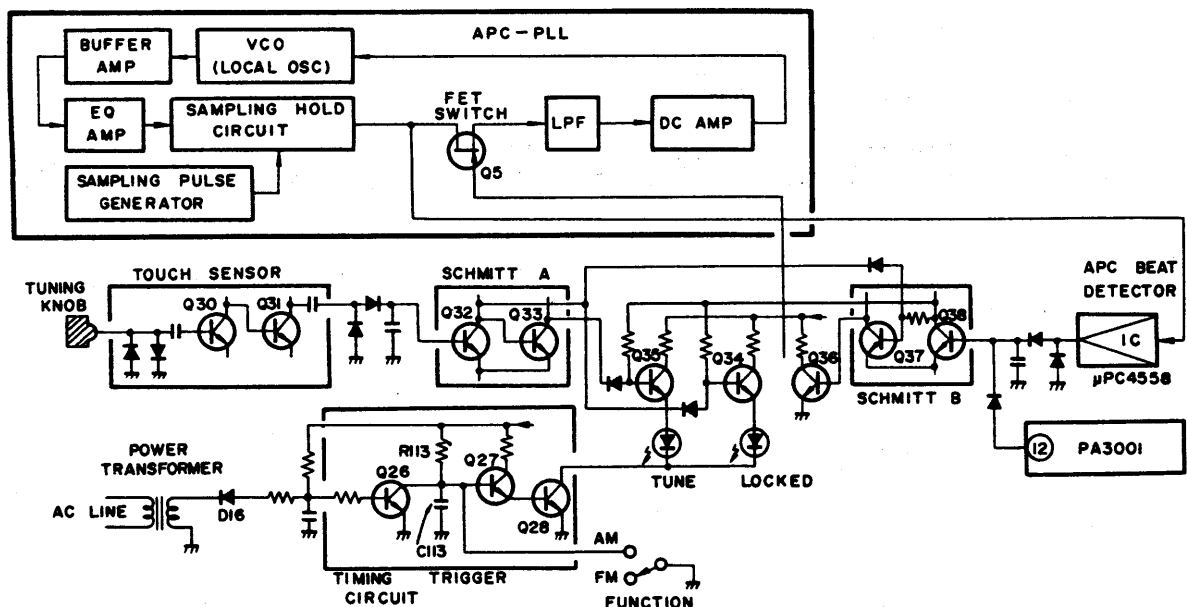 APC-PLL
BUFFER
AMP
VCO
(LOCAL OSC)
FET
SWITCH
EQ
AMP
SAMPLING HOLD
CIRCUIT
LPF
DC AMP
Q5
SAMPLING PULSE
GENERATOR
TOUCH SENSOR
SCHMITT A
APC BEAT
DETECTOR
TUNING
KNOB
Q30
Q31
Q32
Q33
Q35
Q34
Q36
Q37
Q38
IC
μPC4558
SCHMITT B
POWER
TRANSFORMER
R113
Q26
Q27
Q28
TUNE
LOCKED
12
PA3001
AC LINE
D16
C113
AM
FM
FUNCTION
TIMING TRIGGER
CIRCUIT